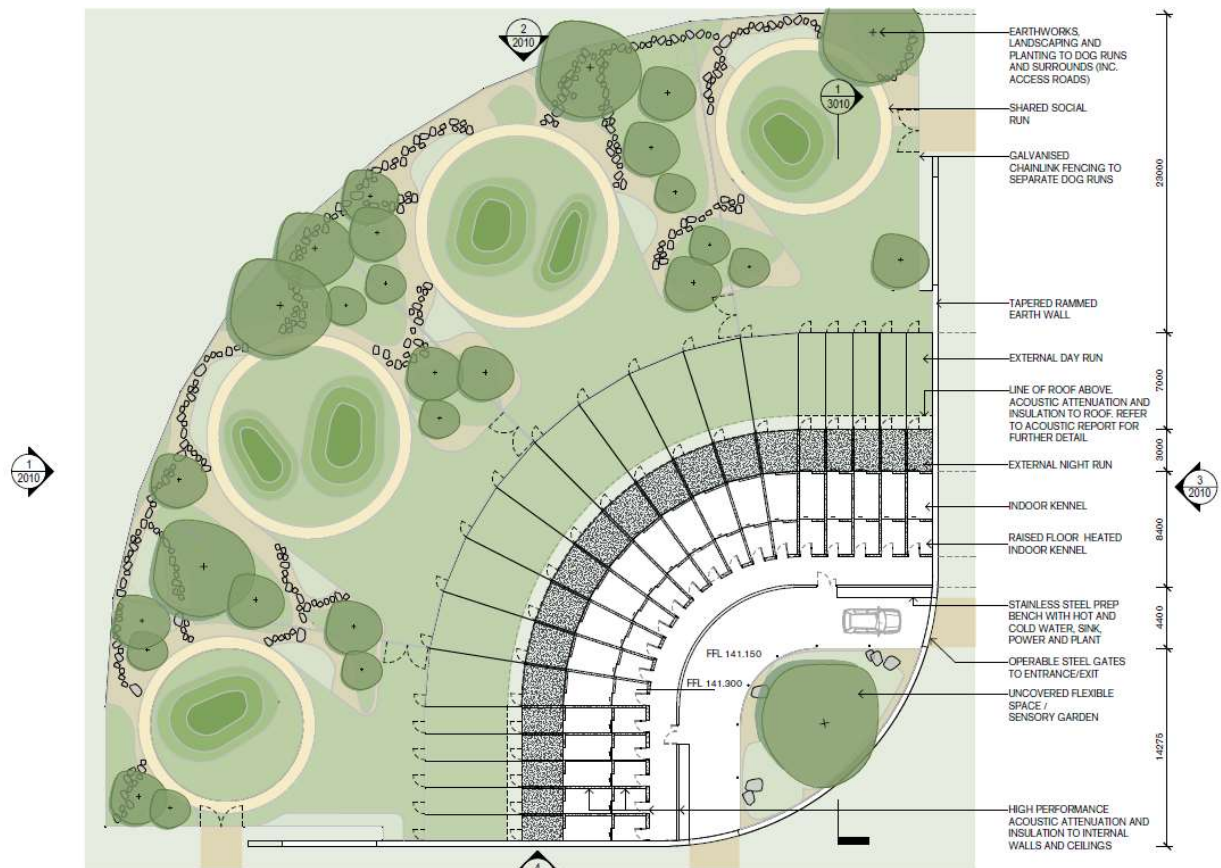 2
2010
1
3010
1
2010
3
2010
4
EARTHWORKS,
LANDSCAPING AND
PLANTING TO DOG RUNS
AND SURROUNDS (INC.
ACCESS ROADS)
SHARED SOCIAL
RUN
GALVANISED
CHAINLINK FENCING TO
SEPARATE DOG RUNS
TAPERED RAMMED
EARTH WALL
EXTERNAL DAY RUN
LINE OF ROOF ABOVE.
ACOUSTIC ATTENUATION AND
INSULATION TO ROOF. REFER
TO ACOUSTIC REPORT FOR
FURTHER DETAIL
EXTERNAL NIGHT RUN
INDOOR KENNEL
RAISED FLOOR HEATED
INDOOR KENNEL
STAINLESS STEEL PREP
BENCH WITH HOT AND
COLD WATER, SINK,
POWER AND PLANT
OPERABLE STEEL GATES
TO ENTRANCE/EXIT
UNCOVERED FLEXIBLE
SPACE /
SENSORY GARDEN
HIGH PERFORMANCE
ACOUSTIC ATTENUATION AND
INSULATION TO INTERNAL
WALLS AND CEILINGS
FFL 141.150
FFL 141.300
23000
7000
3000
8400
4400
14275